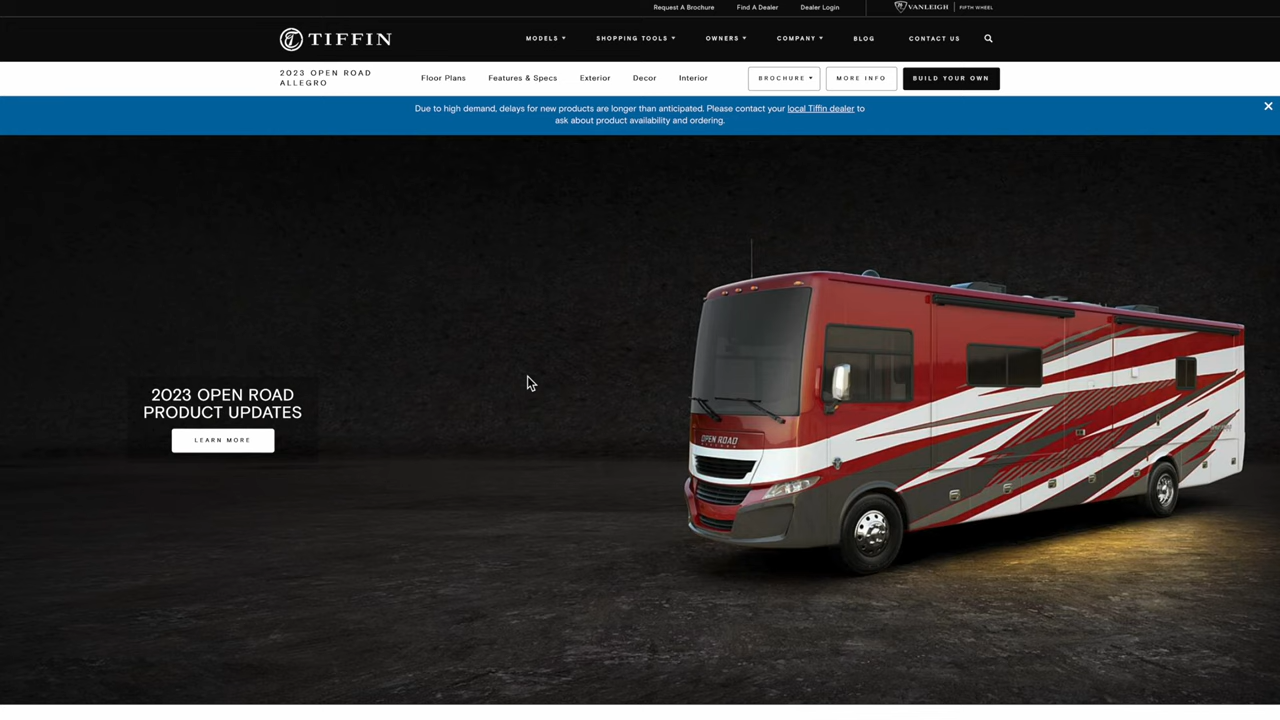 Request A Brochure Find A Dealer Dealer Login VANLEIGH FIFTH WHEEL
TIFFIN MODELS SHOPPING TOOLS OWNERS COMPANY BLOG CONTACT US
2023 OPEN ROAD
ALLEGRO
Floor Plans Features & Specs Exterior Decor Interior BROCHURE MORE INFO BUILD YOUR OWN
Due to high demand, delays for new products are longer than anticipated. Please contact your local Tiffin dealer to
ask about product availability and ordering.
2023 OPEN ROAD
PRODUCT UPDATES
LEARN MORE
OPEN ROAD